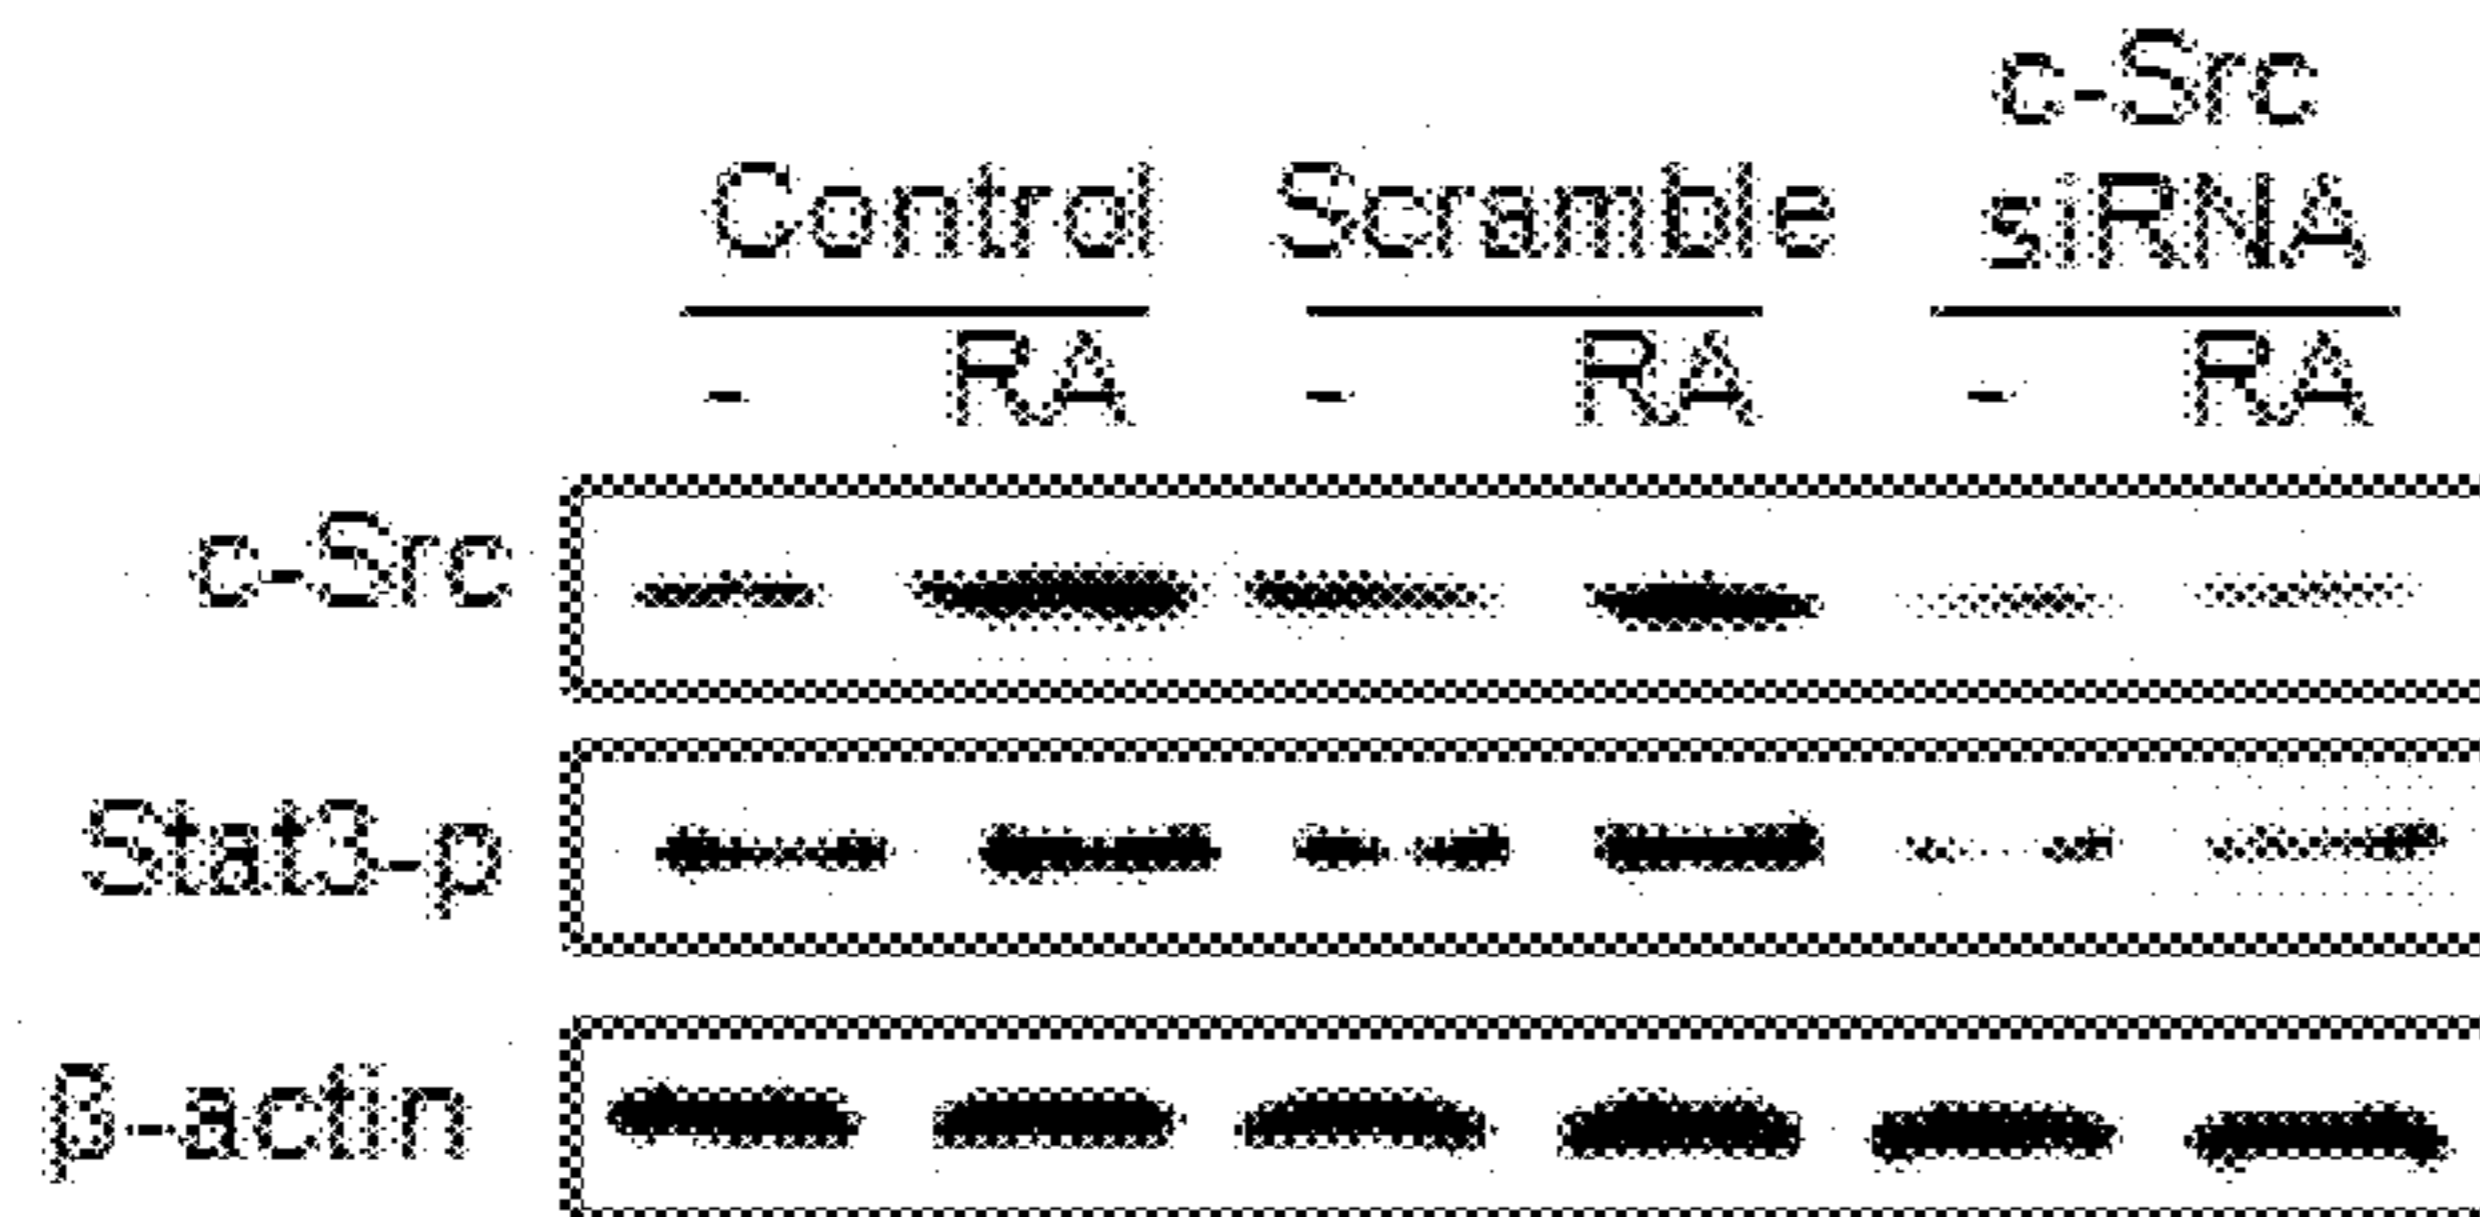 c-Src
Control Scramble siRNA
- RA - RA - RA
c-Src
Stat3-p
β-actin